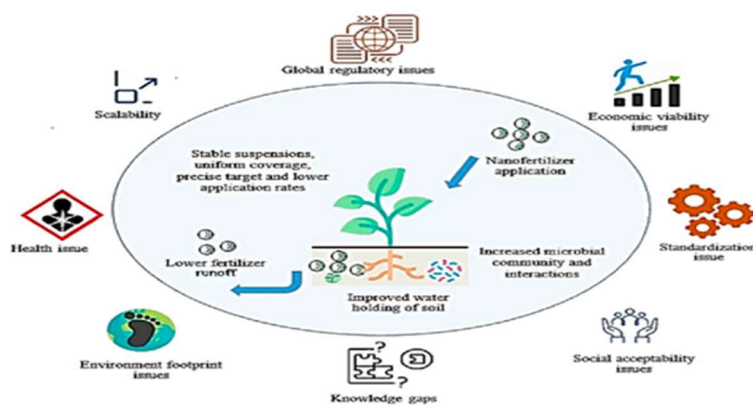 Global regulatory issues
Scalability
Economic viability
issues
Stable suspensions,
uniform coverage,
precise target and lower
application rates
Nanofertilizer
application
Health issue
Lower fertilizer
runoff
Increased microbial
community and
interactions
Standardization
issue
Improved water
holding of soil
Environment footprint
issues
? ?
Knowledge gaps
Social acceptability
issues